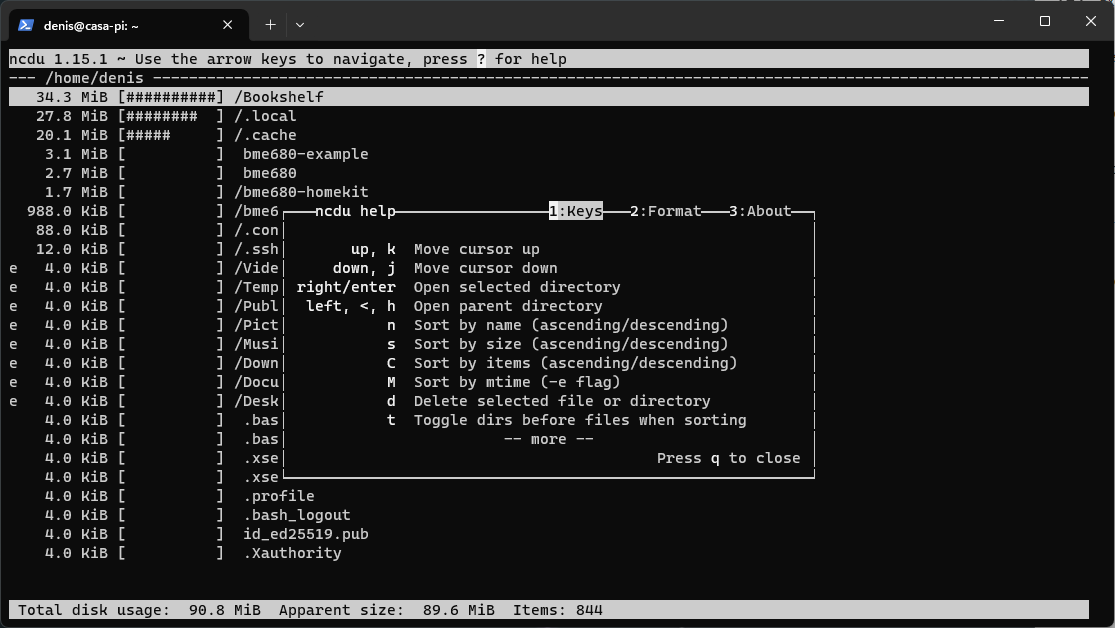 denis@casa-pi: ~
ncdu 1.15.1 ~ Use the arrow keys to navigate, press ? for help
--- /home/denis ---
34.3 MiB [##########] /Bookshelf
27.8 MiB [######## ] /.local
20.1 MiB [##### ] /.cache
3.1 MiB [ ] bme680-example
2.7 MiB [ ] bme680
1.7 MiB [ ] /bme680-homekit
988.0 KiB [ ] /bme6 ncdu help 1:Keys 2:Format 3:About
88.0 KiB [ ] /.con
12.0 KiB [ ] /.ssh up, k Move cursor up
e 4.0 KiB [ ] /Vide down, j Move cursor down
e 4.0 KiB [ ] /Temp right/enter Open selected directory
e 4.0 KiB [ ] /Publ left, <, h Open parent directory
e 4.0 KiB [ ] /Pict n Sort by name (ascending/descending)
e 4.0 KiB [ ] /Musi s Sort by size (ascending/descending)
e 4.0 KiB [ ] /Down C Sort by items (ascending/descending)
e 4.0 KiB [ ] /Docu M Sort by mtime (-e flag)
e 4.0 KiB [ ] /Desk d Delete selected file or directory
4.0 KiB [ ] .bas t Toggle dirs before files when sorting
4.0 KiB [ ] .bas -- more --
4.0 KiB [ ] .xse Press q to close
4.0 KiB [ ] .xse
4.0 KiB [ ] .profile
4.0 KiB [ ] .bash_logout
4.0 KiB [ ] id_ed25519.pub
4.0 KiB [ ] .Xauthority
Total disk usage: 90.8 MiB Apparent size: 89.6 MiB Items: 844